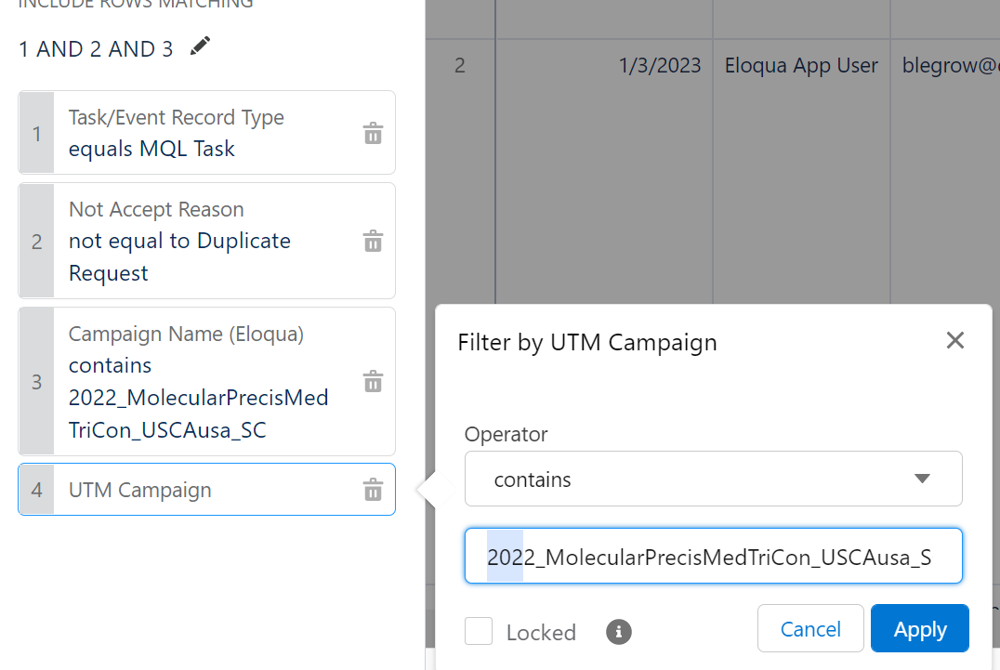 INCLUDE ROWS MATCHING
1 AND 2 AND 3
1
Task/Event Record Type
equals MQL Task
2
Not Accept Reason
not equal to Duplicate
Request
3
Campaign Name (Eloqua)
contains
2022_MolecularPrecisMed
TriCon_USCAusa_SC
4
UTM Campaign
2 1/3/2023 Eloqua App User blegrow@
Filter by UTM Campaign
Operator
contains
2022_MolecularPrecisMedTriCon_USCAusa_S
Locked
Cancel
Apply